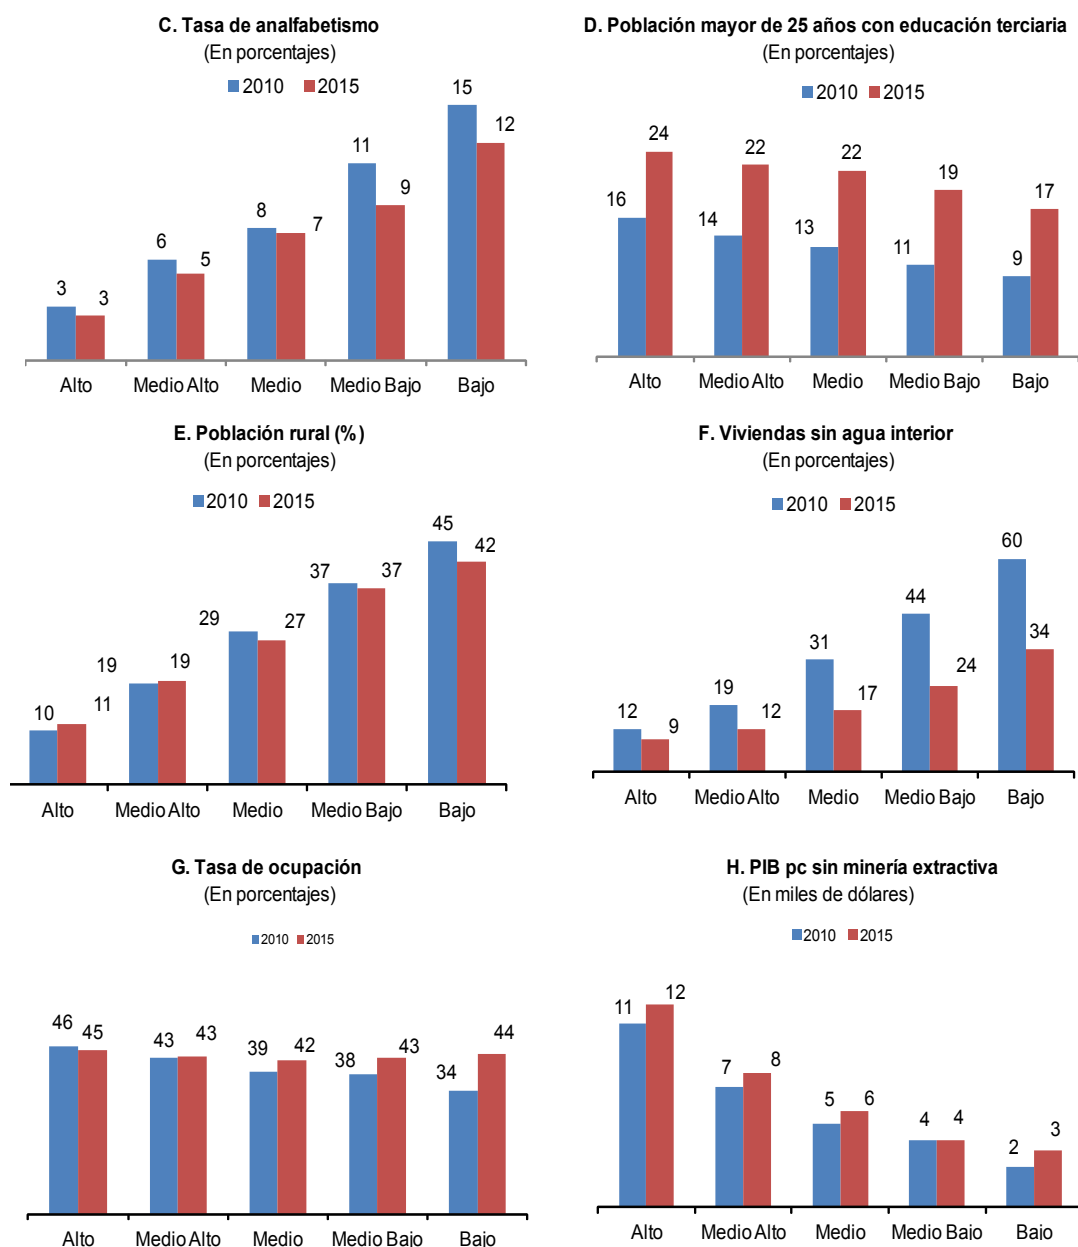 C. Tasa de analfabetismo
(En porcentajes)
2010 2015
3 3 6 5 8 7 11 9 15 12
Alto Medio Alto Medio Medio Bajo Bajo
D. Población mayor de 25 años con educación terciaria
(En porcentajes)
2010 2015
16 24 14 22 13 22 11 19 9 17
Alto Medio Alto Medio Medio Bajo Bajo
E. Población rural (%)
(En porcentajes)
2010 2015
10 11 19 19 29 27 37 37 45 42
Alto Medio Alto Medio Medio Bajo Bajo
F. Viviendas sin agua interior
(En porcentajes)
2010 2015
12 9 19 12 31 17 44 24 60 34
Alto Medio Alto Medio Medio Bajo Bajo
G. Tasa de ocupación
(En porcentajes)
2010 2015
46 45 43 43 39 42 38 43 34 44
Alto Medio Alto Medio Medio Bajo Bajo
H. PIB pc sin minería extractiva
(En miles de dólares)
2010 2015
11 12 7 8 5 6 4 4 2 3
Alto Medio Alto Medio Medio Bajo Bajo